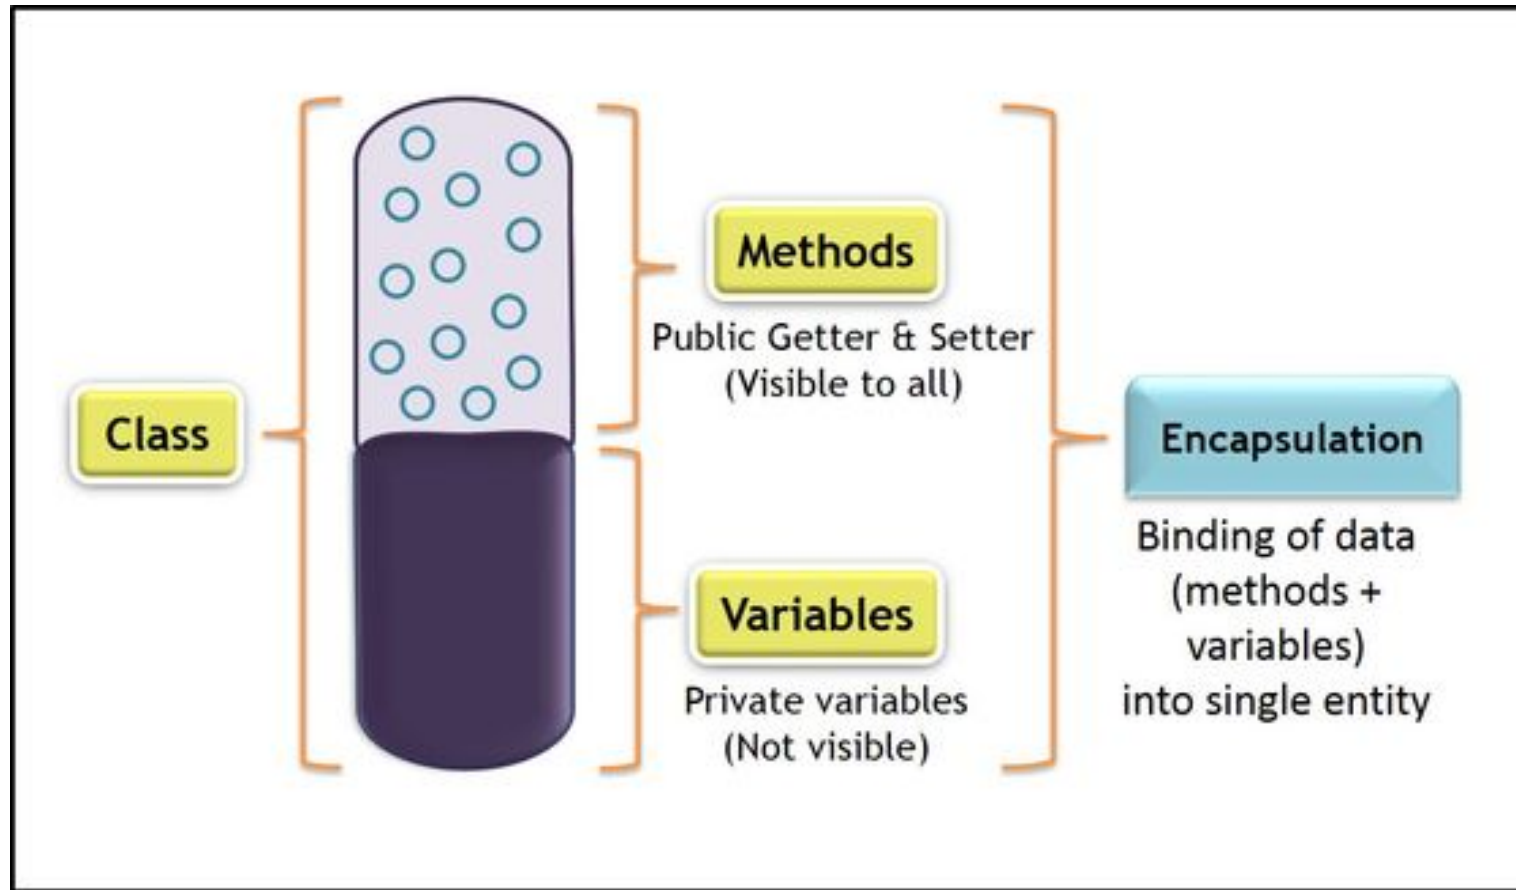 Class
Methods
Public Getter & Setter
(Visible to all)
Variables
Private variables
(Not visible)
Encapsulation
Binding of data
(methods +
variables)
into single entity